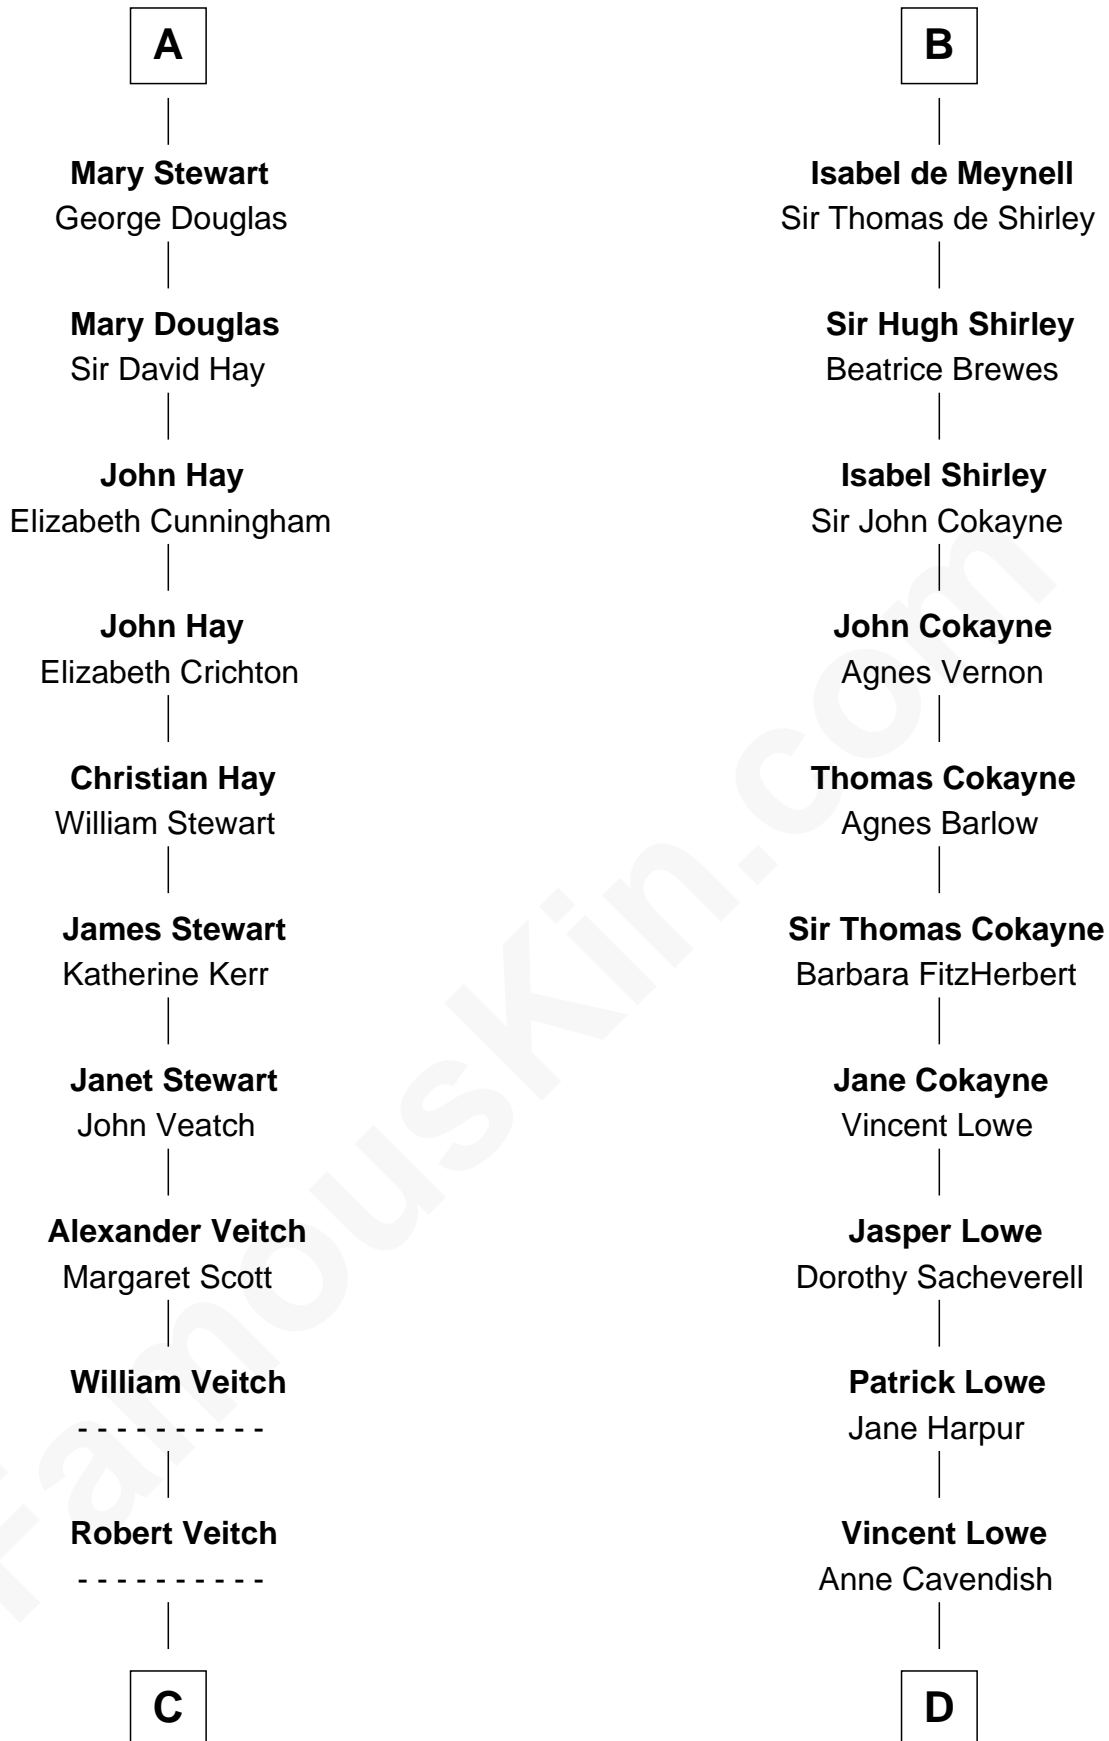 A
Mary Stewart
George Douglas
Mary Douglas
Sir David Hay
John Hay
Elizabeth Cunningham
John Hay
Elizabeth Crichton
Christian Hay
William Stewart
James Stewart
Katherine Kerr
Janet Stewart
John Veatch
Alexander Veitch
Margaret Scott
William Veitch
- - - - - - - - - -
Robert Veitch
- - - - - - - - - -
C
B
Isabel de Meynell
Sir Thomas de Shirley
Sir Hugh Shirley
Beatrice Brewes
Isabel Shirley
Sir John Cokayne
John Cokayne
Agnes Vernon
Thomas Cokayne
Agnes Barlow
Sir Thomas Cokayne
Barbara FitzHerbert
Jane Cokayne
Vincent Lowe
Jasper Lowe
Dorothy Sacheverell
Patrick Lowe
Jane Harpur
Vincent Lowe
Anne Cavendish
D
FamousKin.com